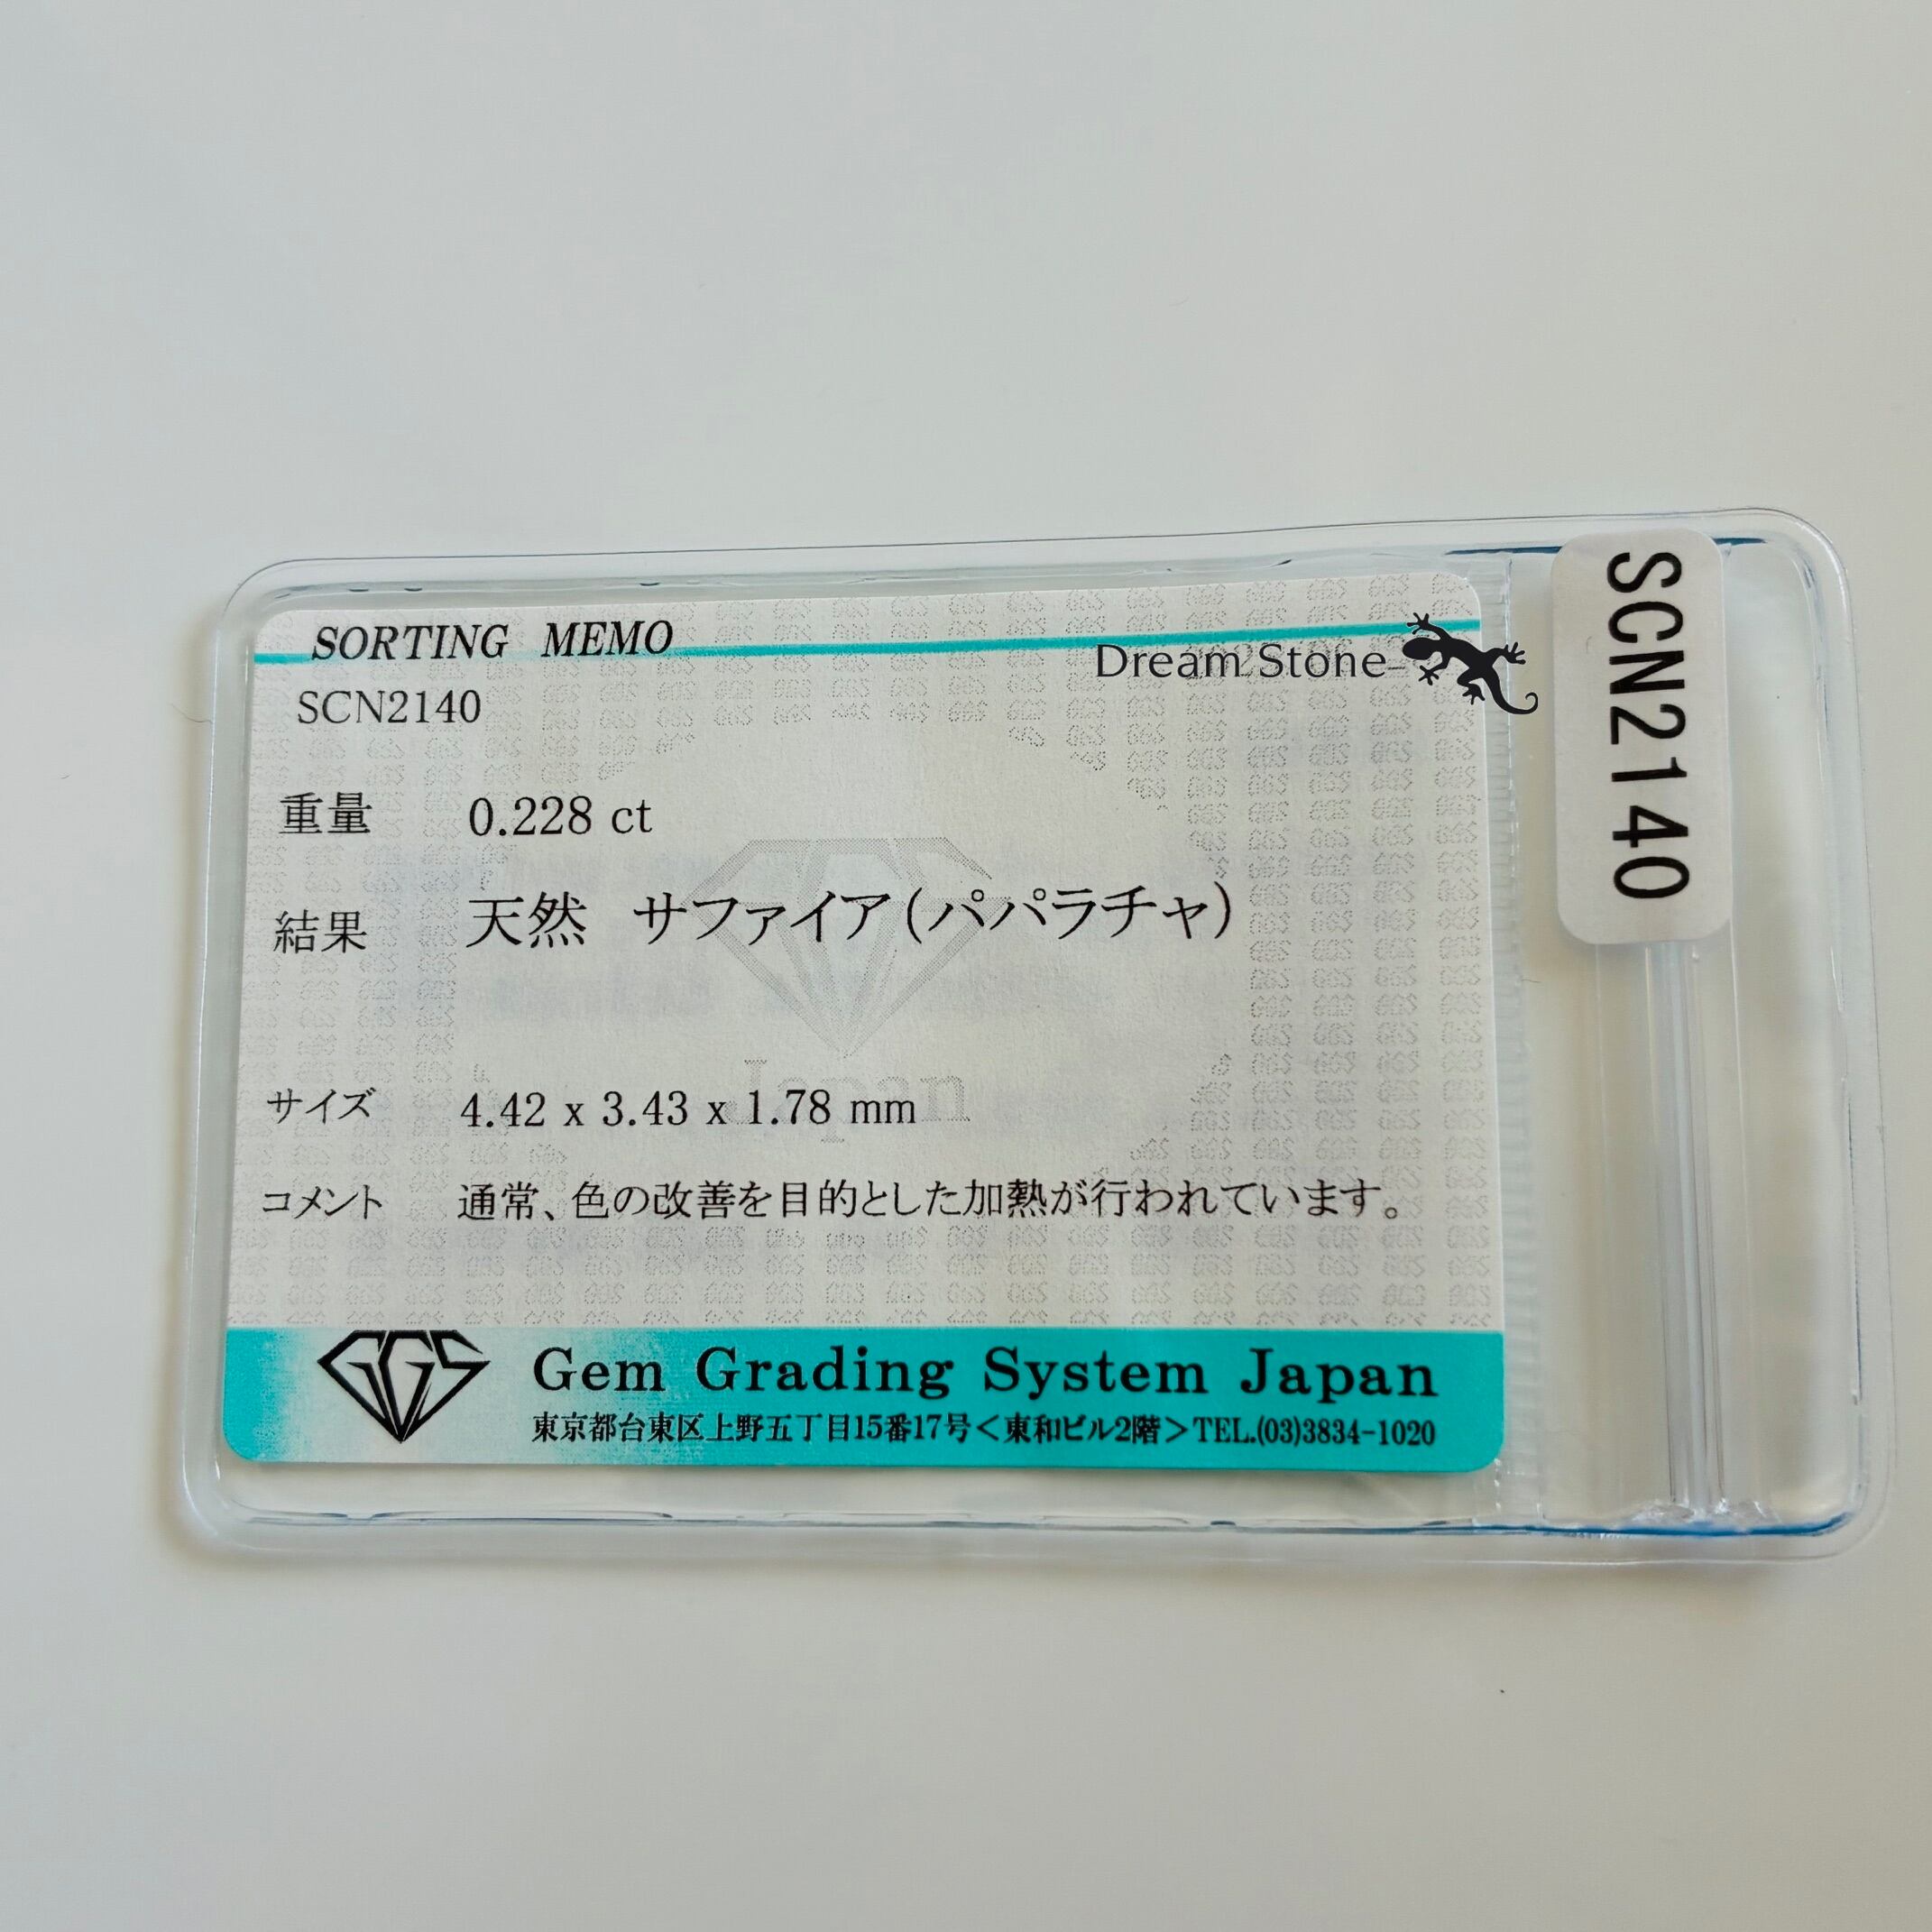 SORTING MEMO
Dream Stone
SCN2140
重量 0.228 ct
結果 天然 サファイア(パパラチャ)
サイズ 4.42 x 3.43 x 1.78 mm
コメント 通常、色の改善を目的とした加熱が行われています。
Japan
GGS Gem Grading System Japan
東京都台東区上野五丁目15番17号<東和ビル2階>TEL.(03)3834-1020
SCN2140